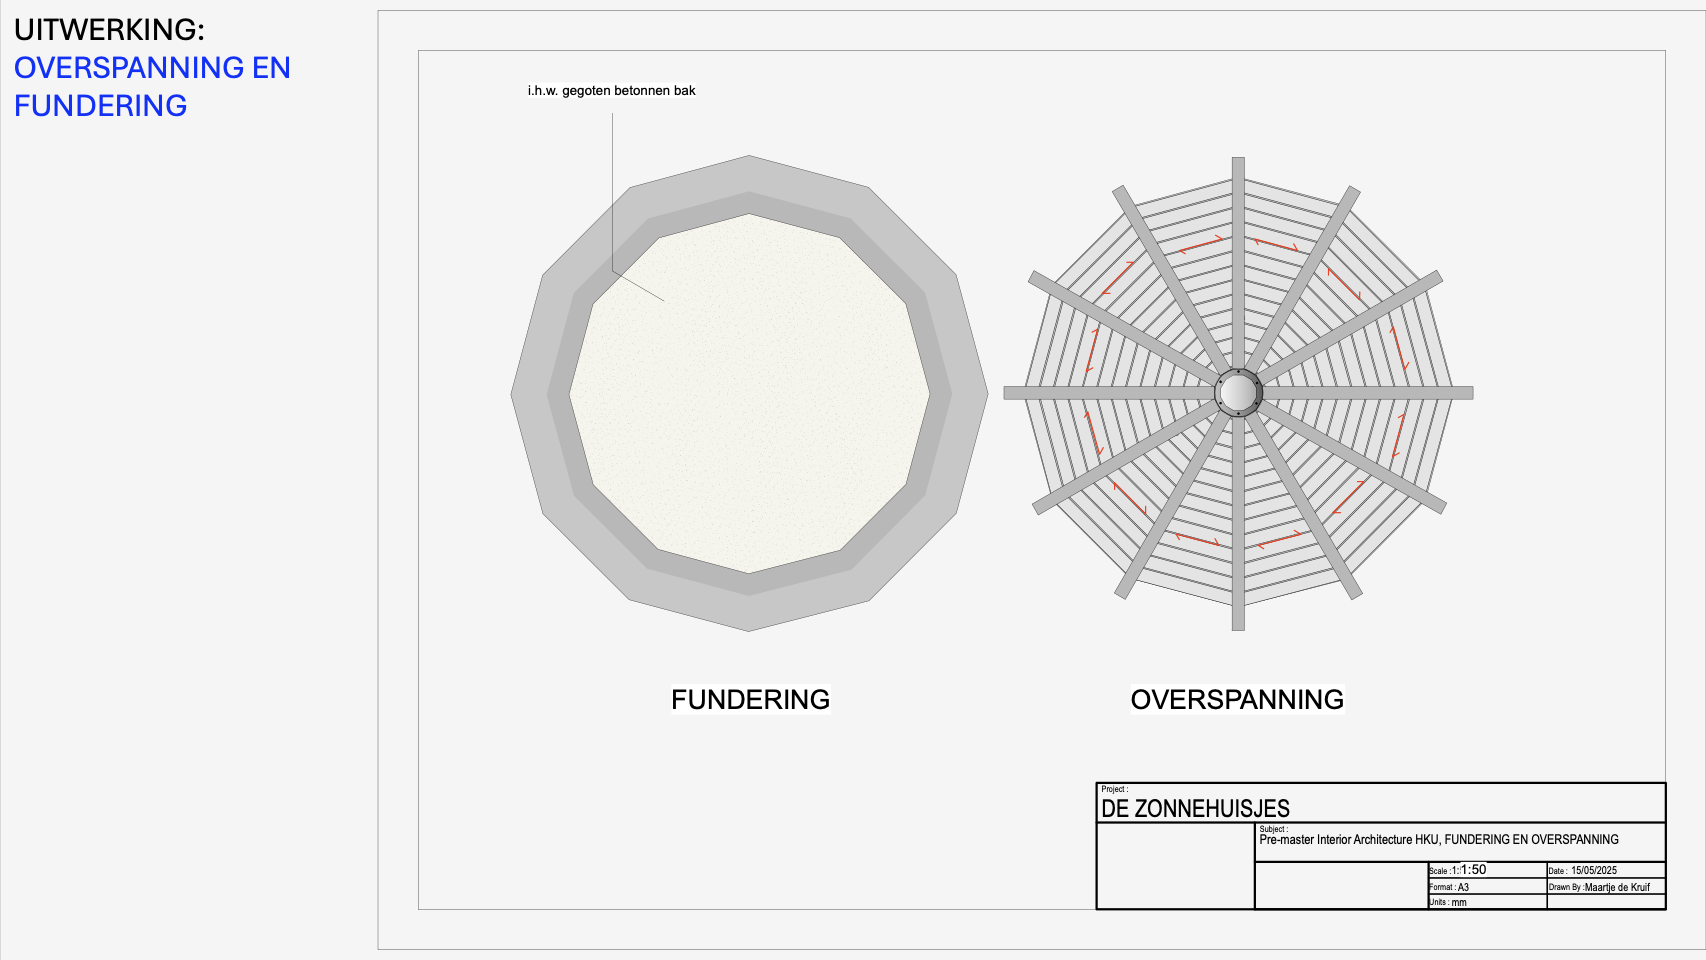 UITWERKING:
OVERSPANNING EN
FUNDERING
i.h.w. gegoten betonnen bak
FUNDERING
OVERSPANNING
Project :
DE ZONNEHUISJES
Subject :
Pre-master Interior Architecture HKU, FUNDERING EN OVERSPANNING
Scale : 1:50
Date : 15/05/2025
Format : A3
Drawn By : Maartje de Kruif
Units : mm